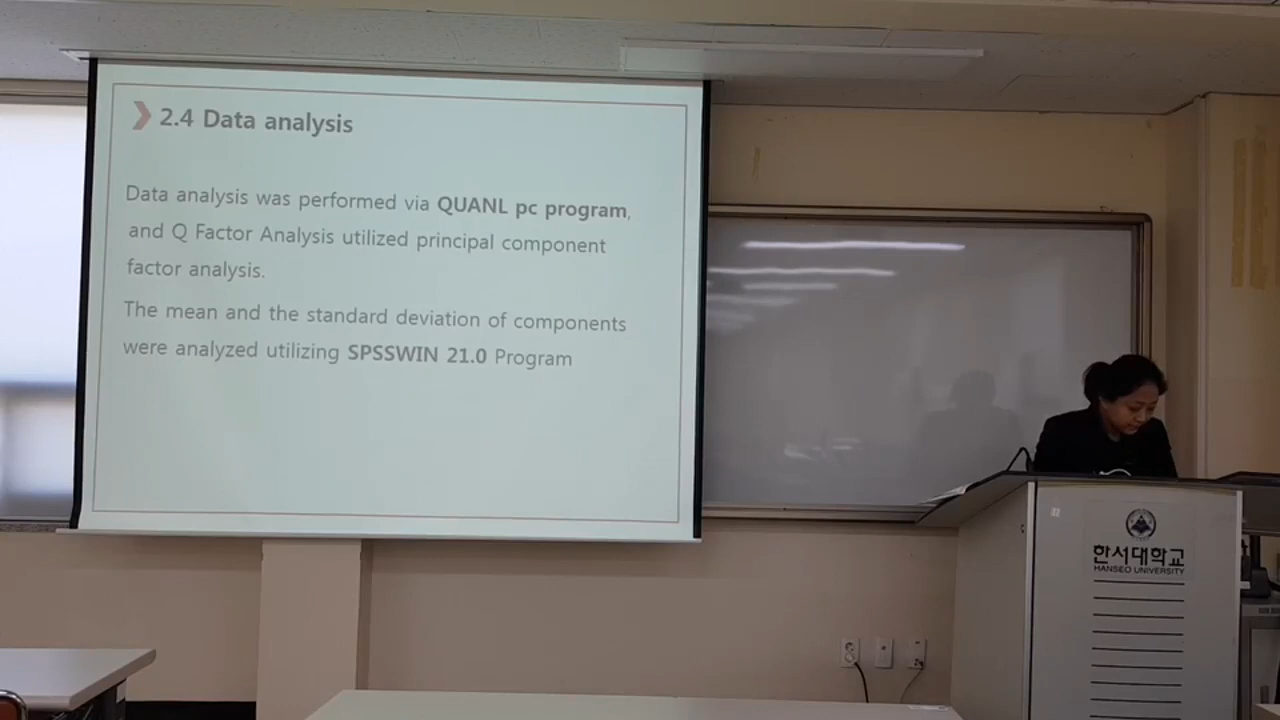 2.4 Data analysis
Data analysis was performed via QUANL pc program,
and Q Factor Analysis utilized principal component
factor analysis.
The mean and the standard deviation of components
were analyzed utilizing SPSSWIN 21.0 Program
한서대학교
HANSEO UNIVERSITY